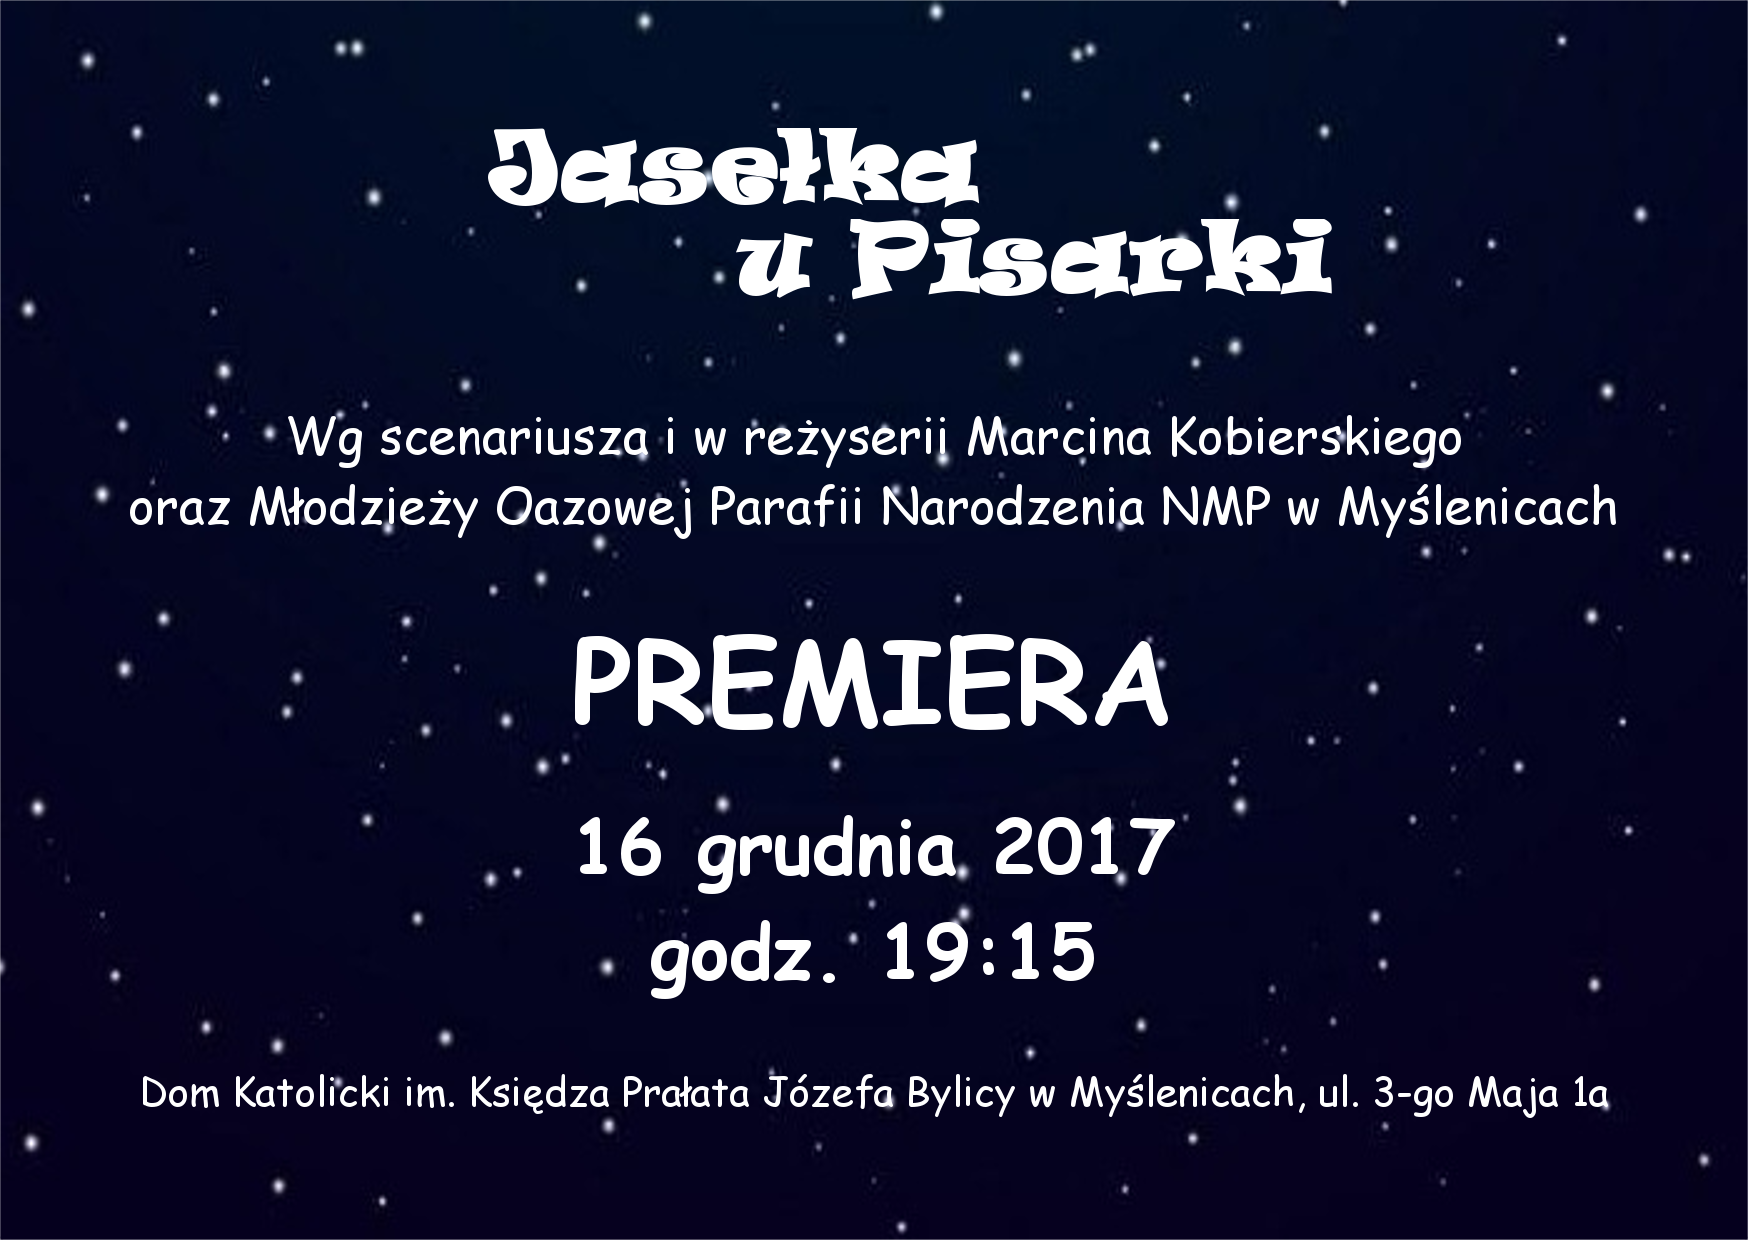 Jasełka
u Pisarki
Wg scenariusza i w reżyserii Marcina Kobierskiego
oraz Młodzieży Oazowej Parafii Narodzenia NMP w Myślenicach
PREMIERA
16 grudnia 2017
godz. 19:15
Dom Katolicki im. Księdza Prałata Józefa Bylicy w Myślenicach, ul. 3-go Maja 1a